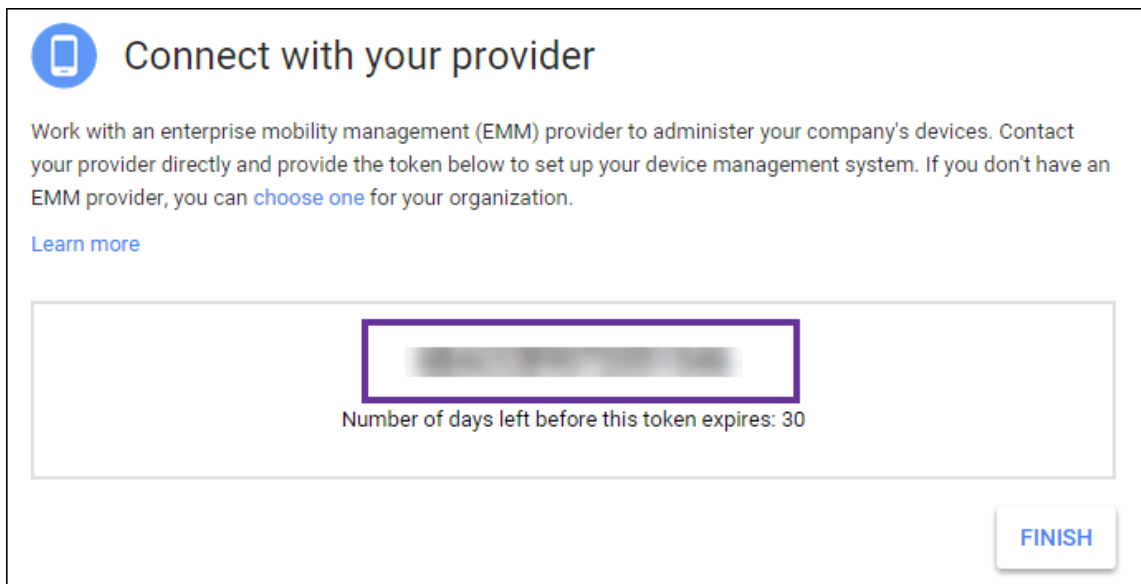 Connect with your provider
Work with an enterprise mobility management (EMM) provider to administer your company's devices. Contact
your provider directly and provide the token below to set up your device management system. If you don't have an
EMM provider, you can choose one for your organization.
Learn more
Number of days left before this token expires: 30
FINISH